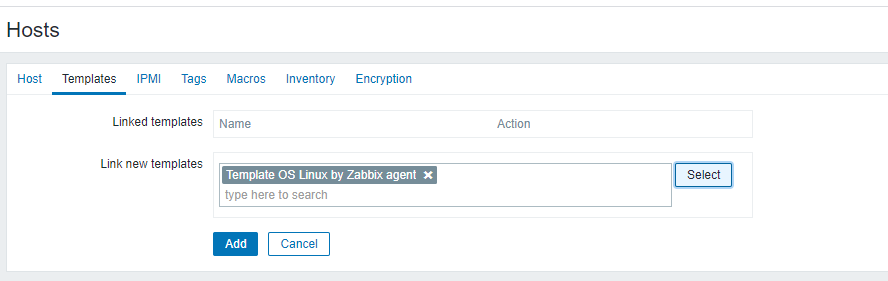 Hosts
Host Templates IPMI Tags Macros Inventory Encryption
Linked templates Name Action
Link new templates
Template OS Linux by Zabbix agent Select
type here to search
Add Cancel